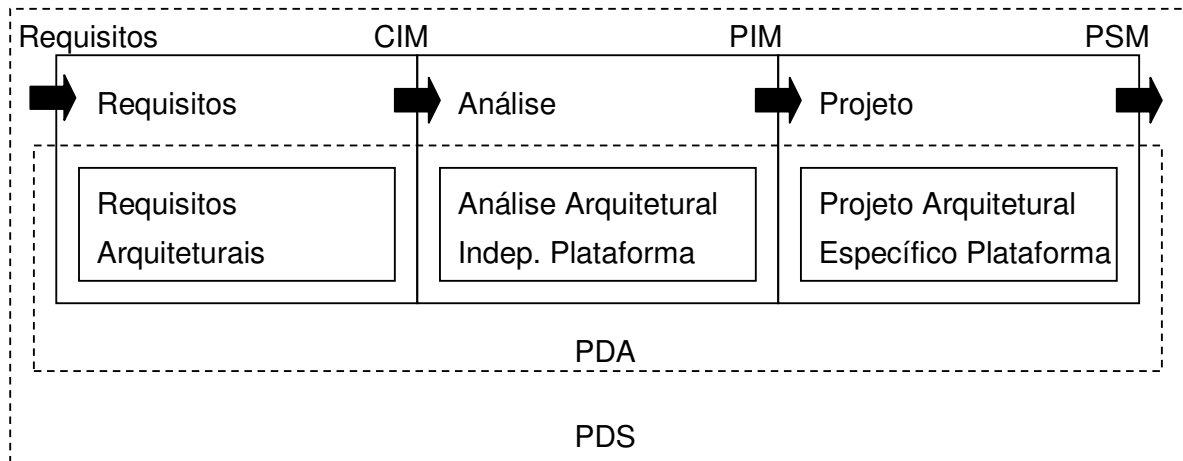 Requisitos CIM PIM PSM
Requisitos Análise Projeto
Requisitos
Arquiteturais
Análise Arquitetural
Indep. Plataforma
Projeto Arquitetural
Específico Plataforma
PDA
PDS